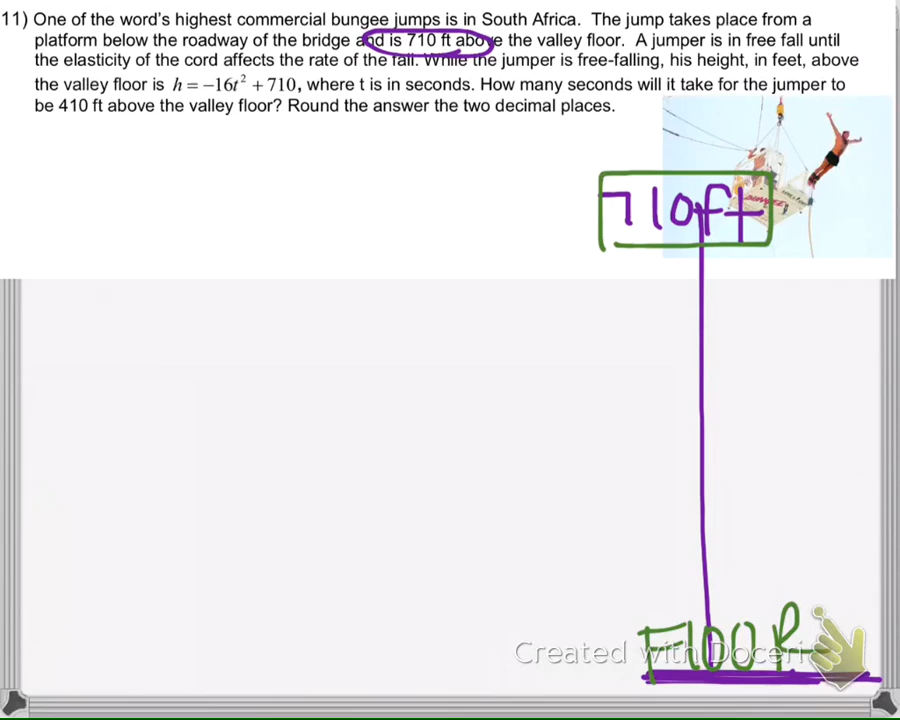 11) One of the word's highest commercial bungee jumps is in South Africa. The jump takes place from a
platform below the roadway of the bridge and is 710 ft above the valley floor. A jumper is in free fall until
the elasticity of the cord affects the rate of the fall. While the jumper is free-falling, his height, in feet, above
the valley floor is h = −16t² + 710, where t is in seconds. How many seconds will it take for the jumper to
be 410 ft above the valley floor? Round the answer the two decimal places.
710ft
FLOOR
Created with Doceri